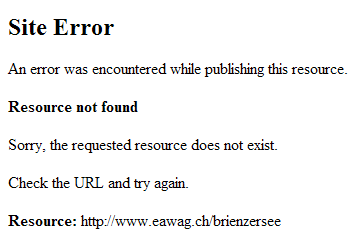 Site Error
An error was encountered while publishing this resource.
Resource not found
Sorry, the requested resource does not exist.
Check the URL and try again.
Resource: http://www.eawag.ch/brienzersee